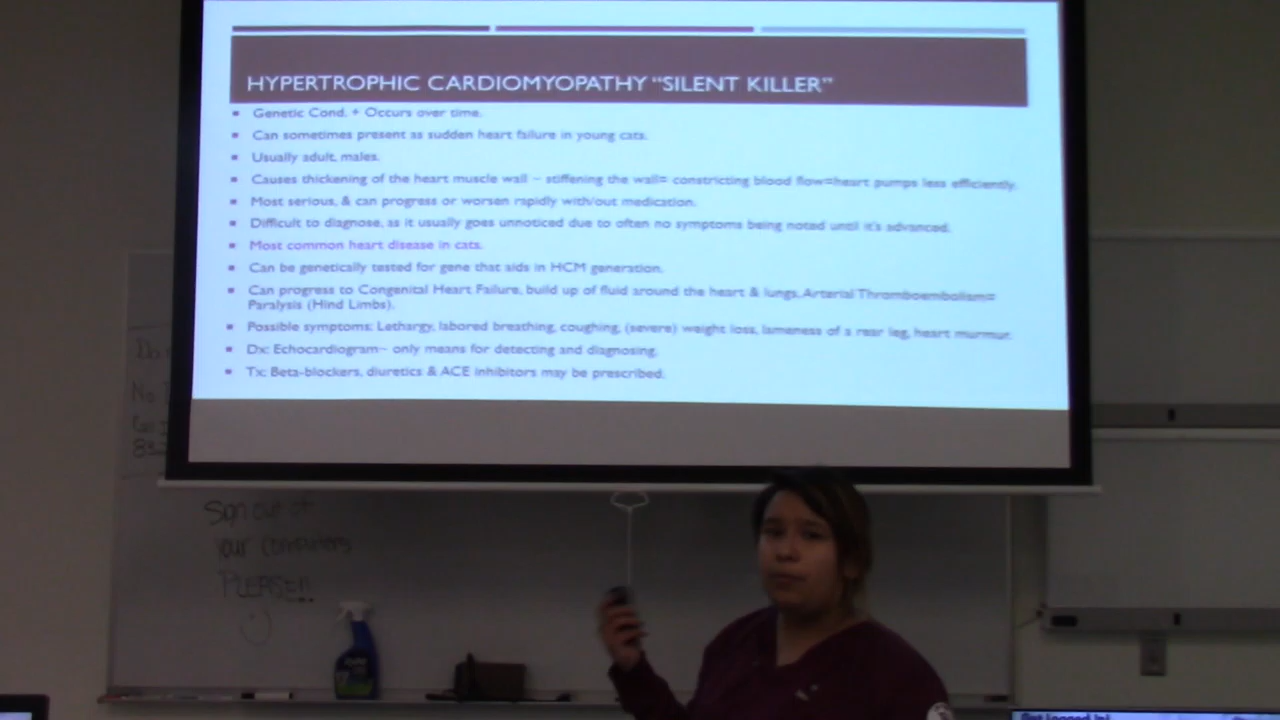 HYPERTROPHIC CARDIOMYOPATHY "SILENT KILLER"
Genetic Cond. + Occurs over time.
Can sometimes present as sudden heart failure in young cats.
Usually adult, males.
Causes thickening of the heart muscle wall ~ stiffening the wall= constricting blood flow=heart pumps less efficiently.
Most serious, & can progress or worsen rapidly with/out medication.
Difficult to diagnose, as it usually goes unnoticed due to often no symptoms being noted until it's advanced.
Most common heart disease in cats.
Can be genetically tested for gene that aids in HCM generation.
Can progress to Congenital Heart Failure, build up of fluid around the heart & lungs, Arterial Thromboembolism=
Paralysis (Hind Limbs).
Possible symptoms: Lethargy, labored breathing, coughing, (severe) weight loss, lameness of a rear leg, heart murmur.
Dx: Echocardiogram~ only means for detecting and diagnosing.
Tx: Beta-blockers, diuretics & ACE inhibitors may be prescribed.
No
Sign out of
your computers
PLEASE!!